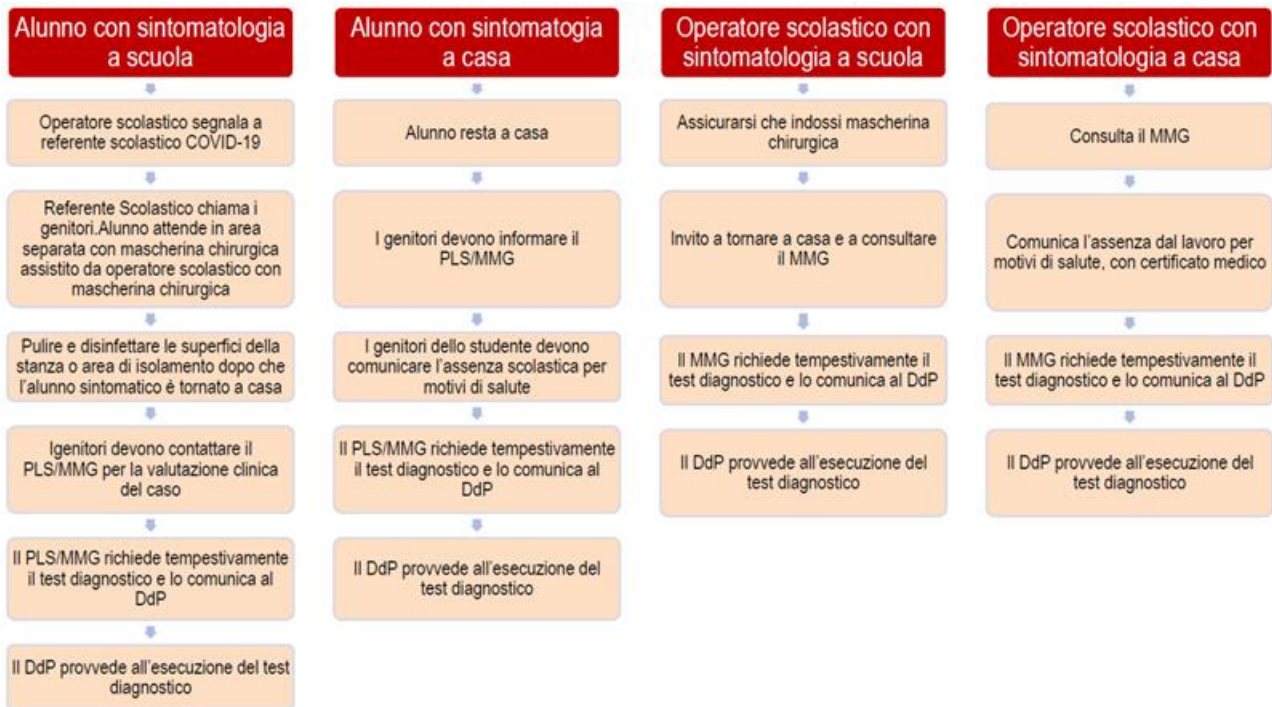 Alunno con sintomatologia
a scuola
Operatore scolastico segnala a
referente scolastico COVID-19
Referente Scolastico chiama i
genitori.Alunno attende in area
separata con mascherina chirurgica
assistito da operatore scolastico con
mascherina chirurgica
Pulire e disinfettare le superfici della
stanza o area di isolamento dopo che
l'alunno sintomatico è tornato a casa
Igenitori devono contattare il
PLS/MMG per la valutazione clinica
del caso
Il PLS/MMG richiede tempestivamente
il test diagnostico e lo comunica al
DdP
Il DdP provvede all'esecuzione del test
diagnostico
Alunno con sintomatogia
a casa
Alunno resta a casa
I genitori devono informare il
PLS/MMG
I genitori dello studente devono
comunicare l'assenza scolastica per
motivi di salute
Il PLS/MMG richiede tempestivamente
il test diagnostico e lo comunica al
DdP
Il DdP provvede all'esecuzione del
test diagnostico
Operatore scolastico con
sintomatologia a scuola
Assicurarsi che indossi mascherina
chirurgica
Invito a tornare a casa e a consultare
il MMG
Il MMG richiede tempestivamente il
test diagnostico e lo comunica al DdP
Il DdP provvede all'esecuzione del
test diagnostico
Operatore scolastico con
sintomatologia a casa
Consulta il MMG
Comunica l'assenza dal lavoro per
motivi di salute, con certificato medico
Il MMG richiede tempestivamente il
test diagnostico e lo comunica al DdP
Il DdP provvede all'esecuzione del
test diagnostico